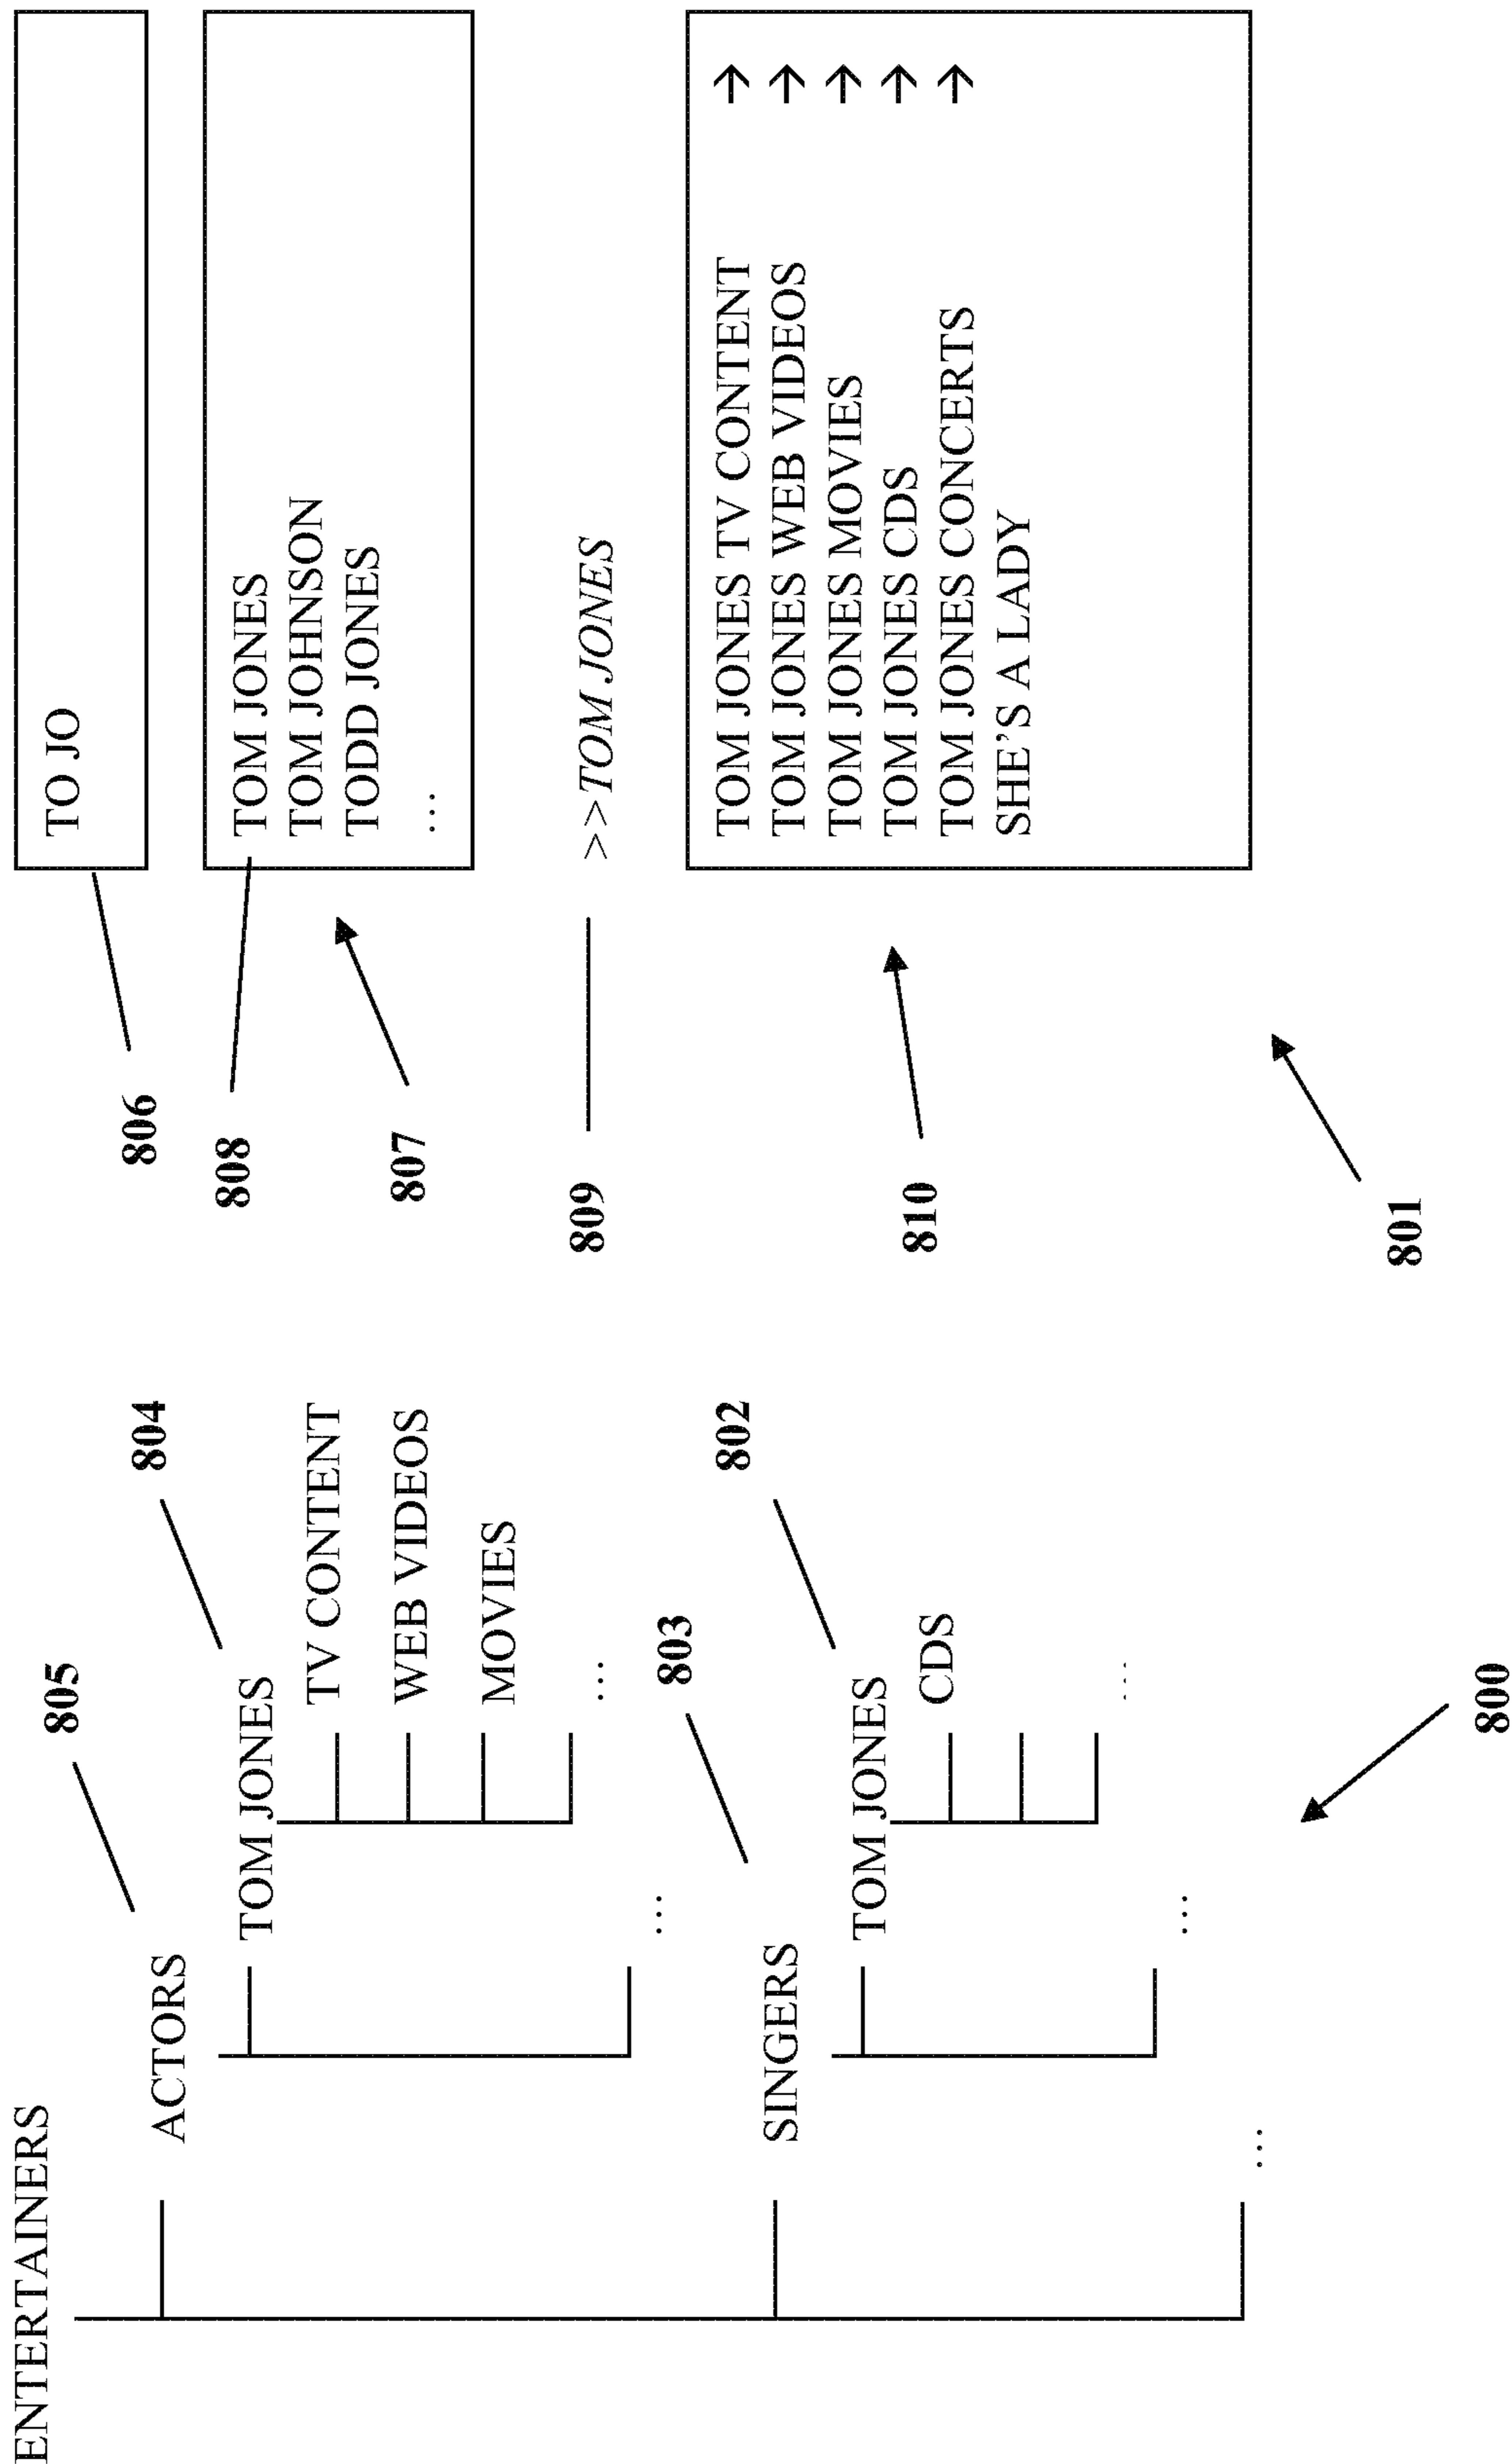 ENTERTAINERS
805
ACTORS
804
TOM JONES
TV CONTENT
WEB VIDEOS
MOVIES
...
...
803
SINGERS
802
TOM JONES
CDS
...
...
...
800
806
TO JO
808
TOM JONES
TOM JOHNSON
TODD JONES
...
807
809
>>TOM JONES
810
TOM JONES TV CONTENT →
TOM JONES WEB VIDEOS →
TOM JONES MOVIES →
TOM JONES CDS →
TOM JONES CONCERTS →
SHE'S A LADY
801